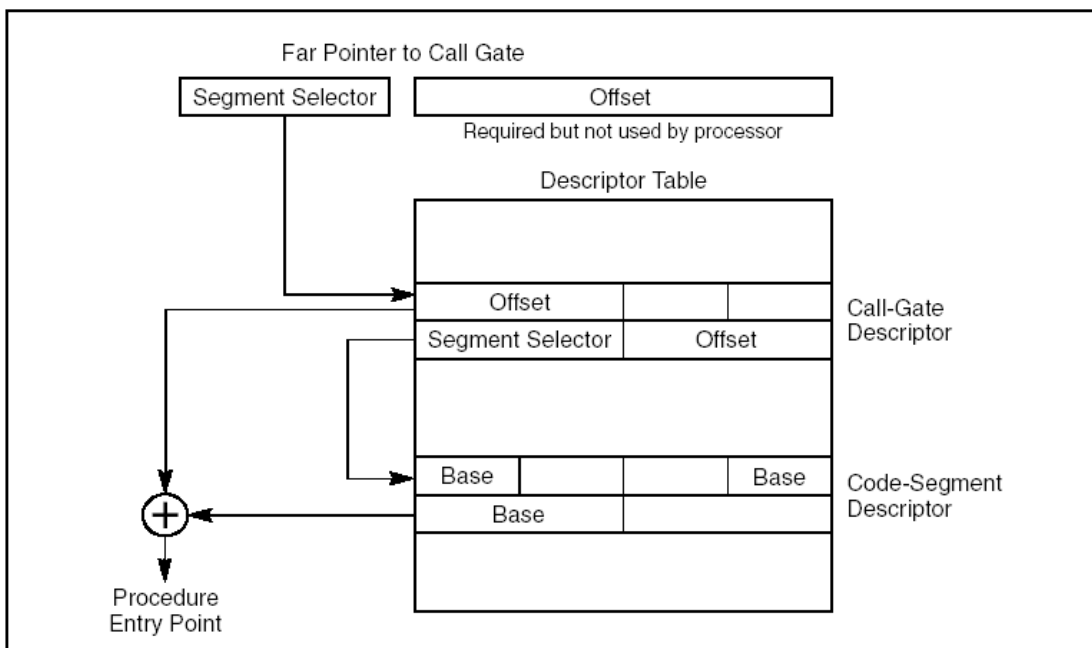 Far Pointer to Call Gate
Segment Selector
Offset
Required but not used by processor
Descriptor Table
Offset
Call-Gate
Descriptor
Segment Selector
Offset
Base
Base
Code-Segment
Descriptor
Base
+
Procedure
Entry Point